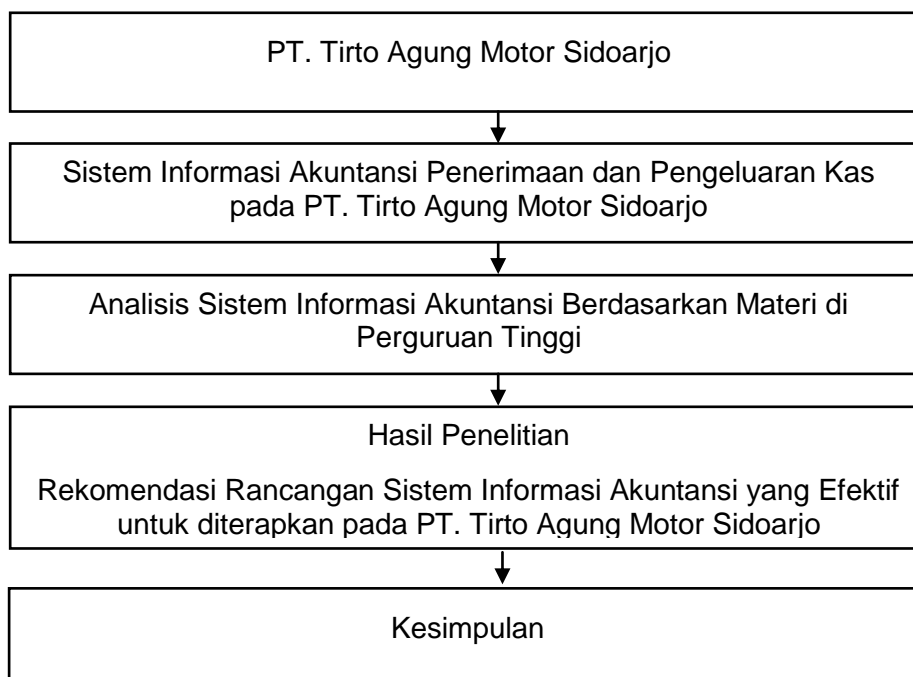 PT. Tirto Agung Motor Sidoarjo
Sistem Informasi Akuntansi Penerimaan dan Pengeluaran Kas
pada PT. Tirto Agung Motor Sidoarjo
Analisis Sistem Informasi Akuntansi Berdasarkan Materi di
Perguruan Tinggi
Hasil Penelitian
Rekomendasi Rancangan Sistem Informasi Akuntansi yang Efektif
untuk diterapkan pada PT. Tirto Agung Motor Sidoarjo
Kesimpulan